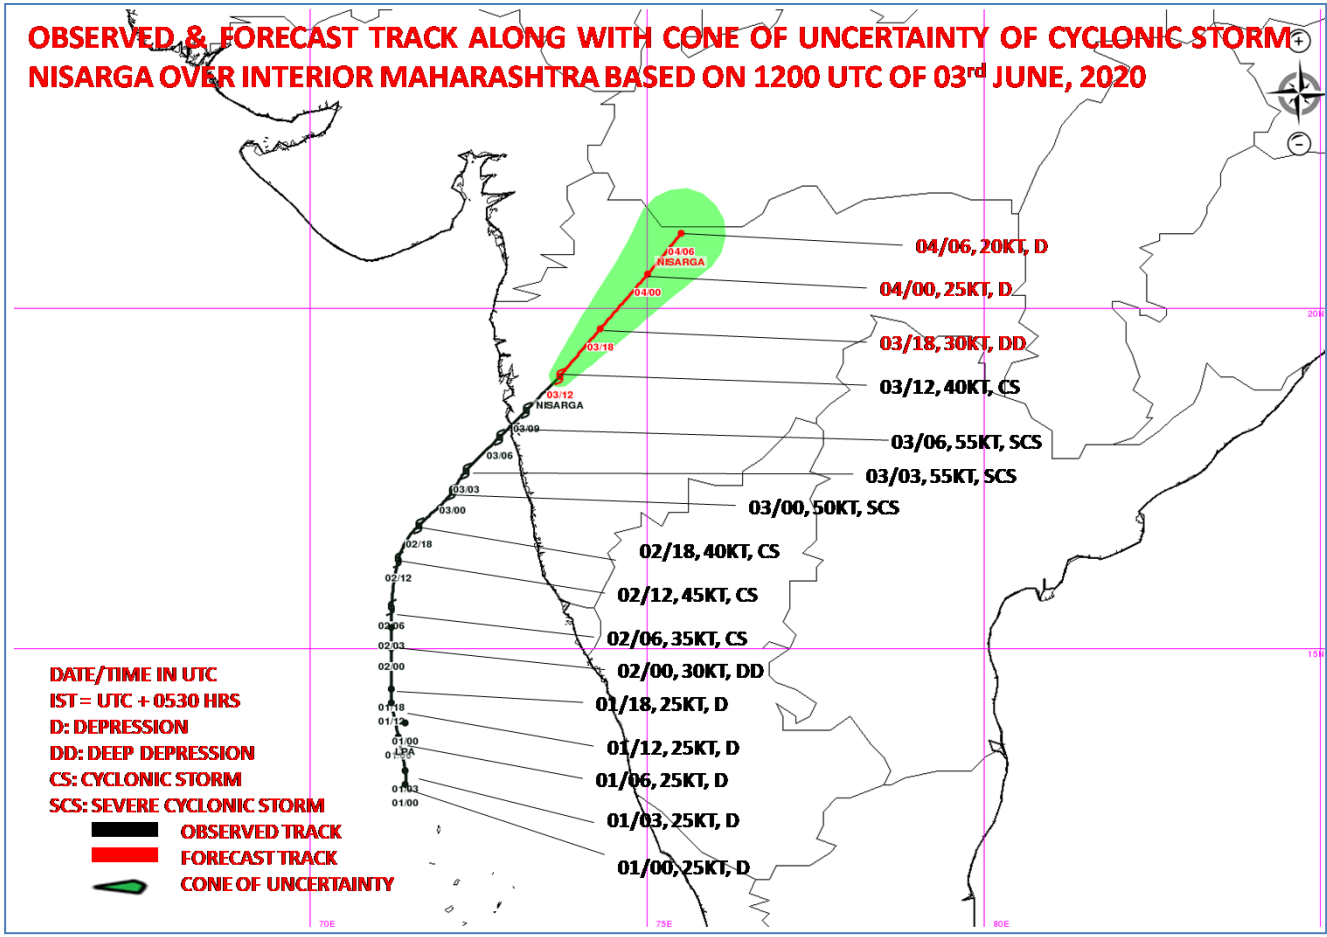 OBSERVED & FORECAST TRACK ALONG WITH CONE OF UNCERTAINTY OF CYCLONIC STORM
NISARGA OVER INTERIOR MAHARASHTRA BASED ON 1200 UTC OF 03rd JUNE, 2020
+
−
04/06
NISARGA
04/06, 20KT, D
04/00
04/00, 25KT, D
20N
03/18
03/18, 30KT, DD
03/12
03/12, 40KT, CS
NISARGA
03/09
03/06
03/06, 55KT, SCS
03/03
03/03, 55KT, SCS
03/00
03/00, 50KT, SCS
02/18
02/18, 40KT, CS
02/12
02/12, 45KT, CS
02/06
02/06, 35KT, CS
02/03
15N
02/00
02/00, 30KT, DD
01/18
01/18, 25KT, D
01/12
01/00
LPA
01/12, 25KT, D
01/06, 25KT, D
01/03
01/00
01/03, 25KT, D
01/00, 25KT, D
DATE/TIME IN UTC
IST = UTC + 0530 HRS
D: DEPRESSION
DD: DEEP DEPRESSION
CS: CYCLONIC STORM
SCS: SEVERE CYCLONIC STORM
OBSERVED TRACK
FORECAST TRACK
CONE OF UNCERTAINTY
70E
75E
80E